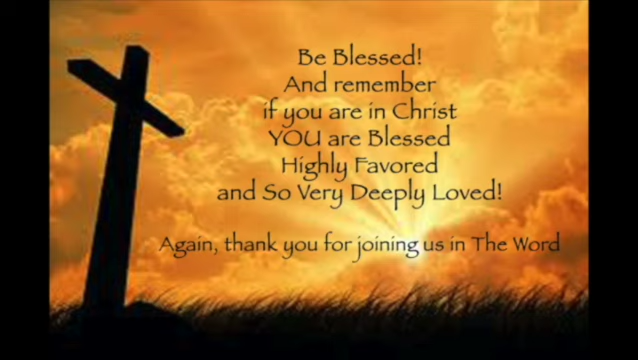 Be Blessed!
And remember
if you are in Christ
YOU are Blessed
Highly Favored
and So Very Deeply Loved!
Again, thank you for joining us in The Word